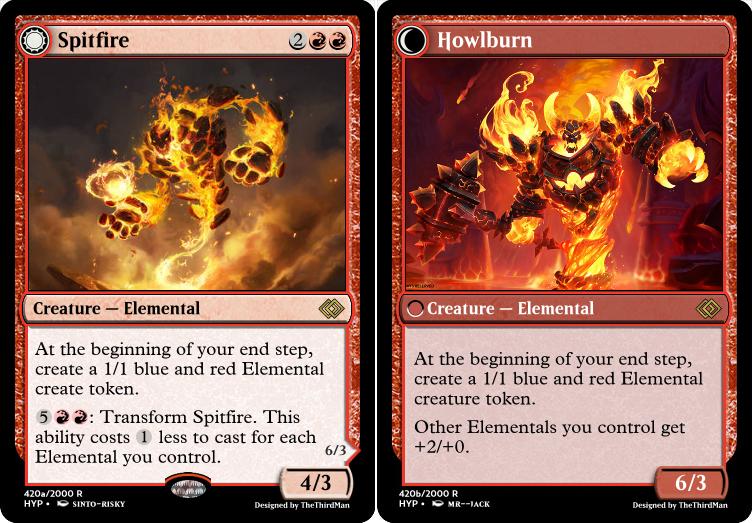 Spitfire 2
At the beginning of your end step,
create a 1/1 blue and red Elemental
create token.
5 : Transform Spitfire. This
ability costs 1 less to cast for each
Elemental you control.
6/3
Creature — Elemental
4/3
420a/2000 R
HYP • SINTO-RISKY
Designed by TheThirdMan
Howlburn
Creature — Elemental
At the beginning of your end step,
create a 1/1 blue and red Elemental
creature token.
Other Elementals you control get
+2/+0.
6/3
420b/2000 R
HYP • MR--JACK
Designed by TheThirdMan